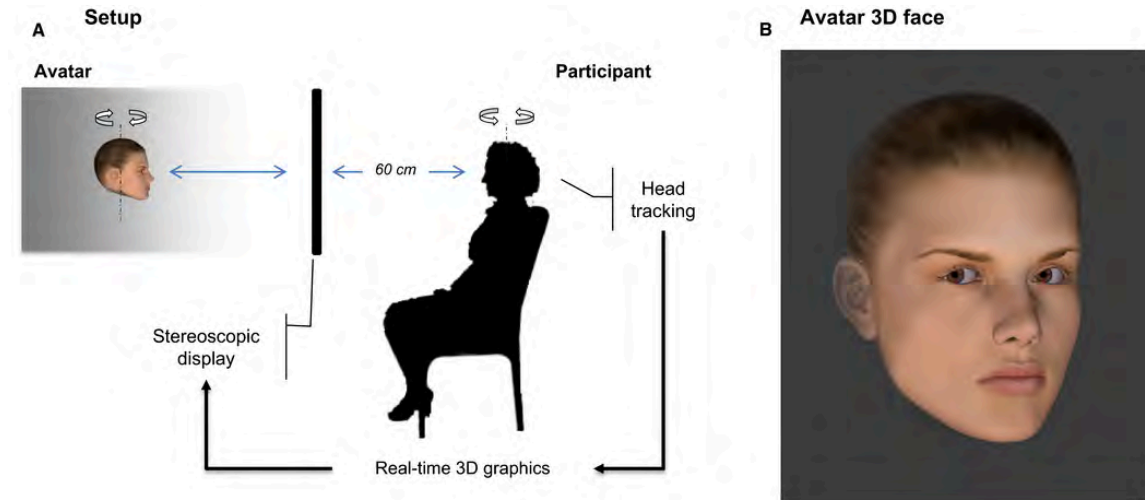 Setup
A
Avatar
Participant
60 cm
Head
tracking
Stereoscopic
display
Real-time 3D graphics
Avatar 3D face
B